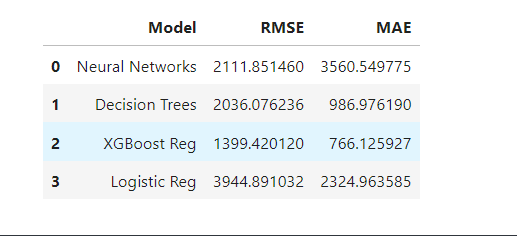 Model RMSE MAE
0 Neural Networks 2111.851460 3560.549775
1 Decision Trees 2036.076236 986.976190
2 XGBoost Reg 1399.420120 766.125927
3 Logistic Reg 3944.891032 2324.963585